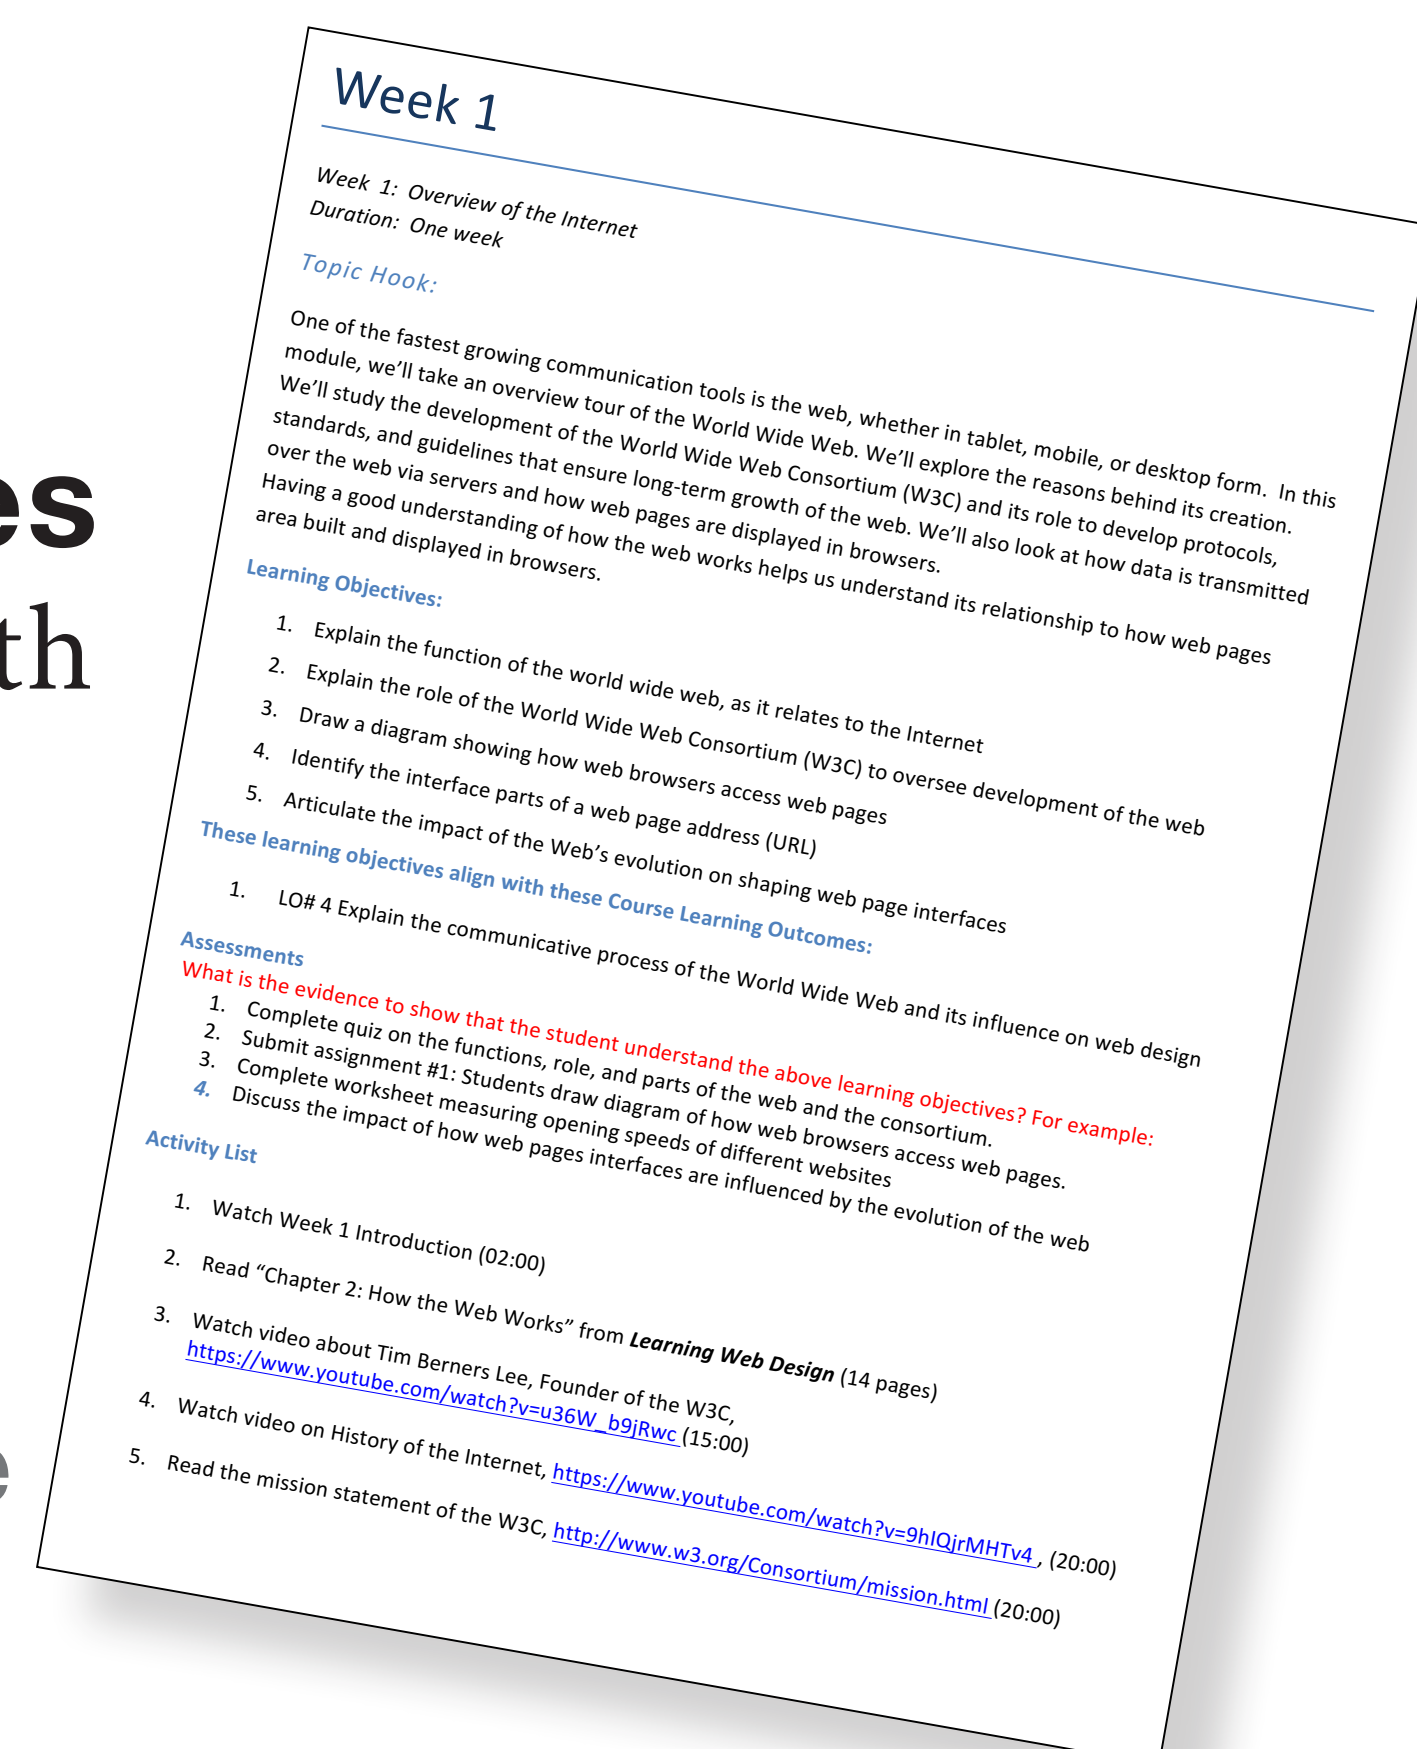 Week 1
Week  1:  Overview of the Internet
Duration:  One week
Topic Hook:
One of the fastest growing communication tools is the web, whether in tablet, mobile, or desktop form.  In this
module, we’ll take an overview tour of the World Wide Web. We’ll explore the reasons behind its creation.
We’ll study the development of the World Wide Web Consortium (W3C) and its role to develop protocols,
standards, and guidelines that ensure long-term growth of the web. We’ll also look at how data is transmitted
over the web via servers and how web pages are displayed in browsers.
Having a good understanding of how the web works helps us understand its relationship to how web pages
area built and displayed in browsers.
Learning Objectives:
1. Explain the function of the world wide web, as it relates to the Internet
2. Explain the role of the World Wide Web Consortium (W3C) to oversee development of the web
3. Draw a diagram showing how web browsers access web pages
4. Identify the interface parts of a web page address (URL)
5. Articulate the impact of the Web’s evolution on shaping web page interfaces
These learning objectives align with these Course Learning Outcomes:
1. LO# 4 Explain the communicative process of the World Wide Web and its influence on web design
Assessments
What is the evidence to show that the student understand the above learning objectives? For example:
1. Complete quiz on the functions, role, and parts of the web and the consortium.
2. Submit assignment #1: Students draw diagram of how web browsers access web pages.
3. Complete worksheet measuring opening speeds of different websites
4. Discuss the impact of how web pages interfaces are influenced by the evolution of the web
Activity List
1. Watch Week 1 Introduction (02:00)
2. Read “Chapter 2: How the Web Works” from Learning Web Design (14 pages)
3. Watch video about Tim Berners Lee, Founder of the W3C,
https://www.youtube.com/watch?v=u36W_b9jRwc (15:00)
4. Watch video on History of the Internet, https://www.youtube.com/watch?v=9hIQjrMHTv4 , (20:00)
5. Read the mission statement of the W3C, http://www.w3.org/Consortium/mission.html (20:00)
es
th